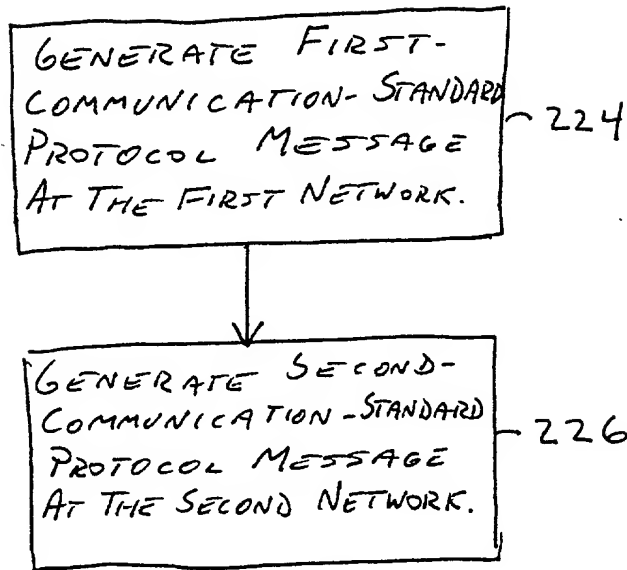 GENERATE FIRST-
COMMUNICATION-STANDARD
PROTOCOL MESSAGE
AT THE FIRST NETWORK.
224
GENERATE SECOND-
COMMUNICATION-STANDARD
PROTOCOL MESSAGE
AT THE SECOND NETWORK.
226